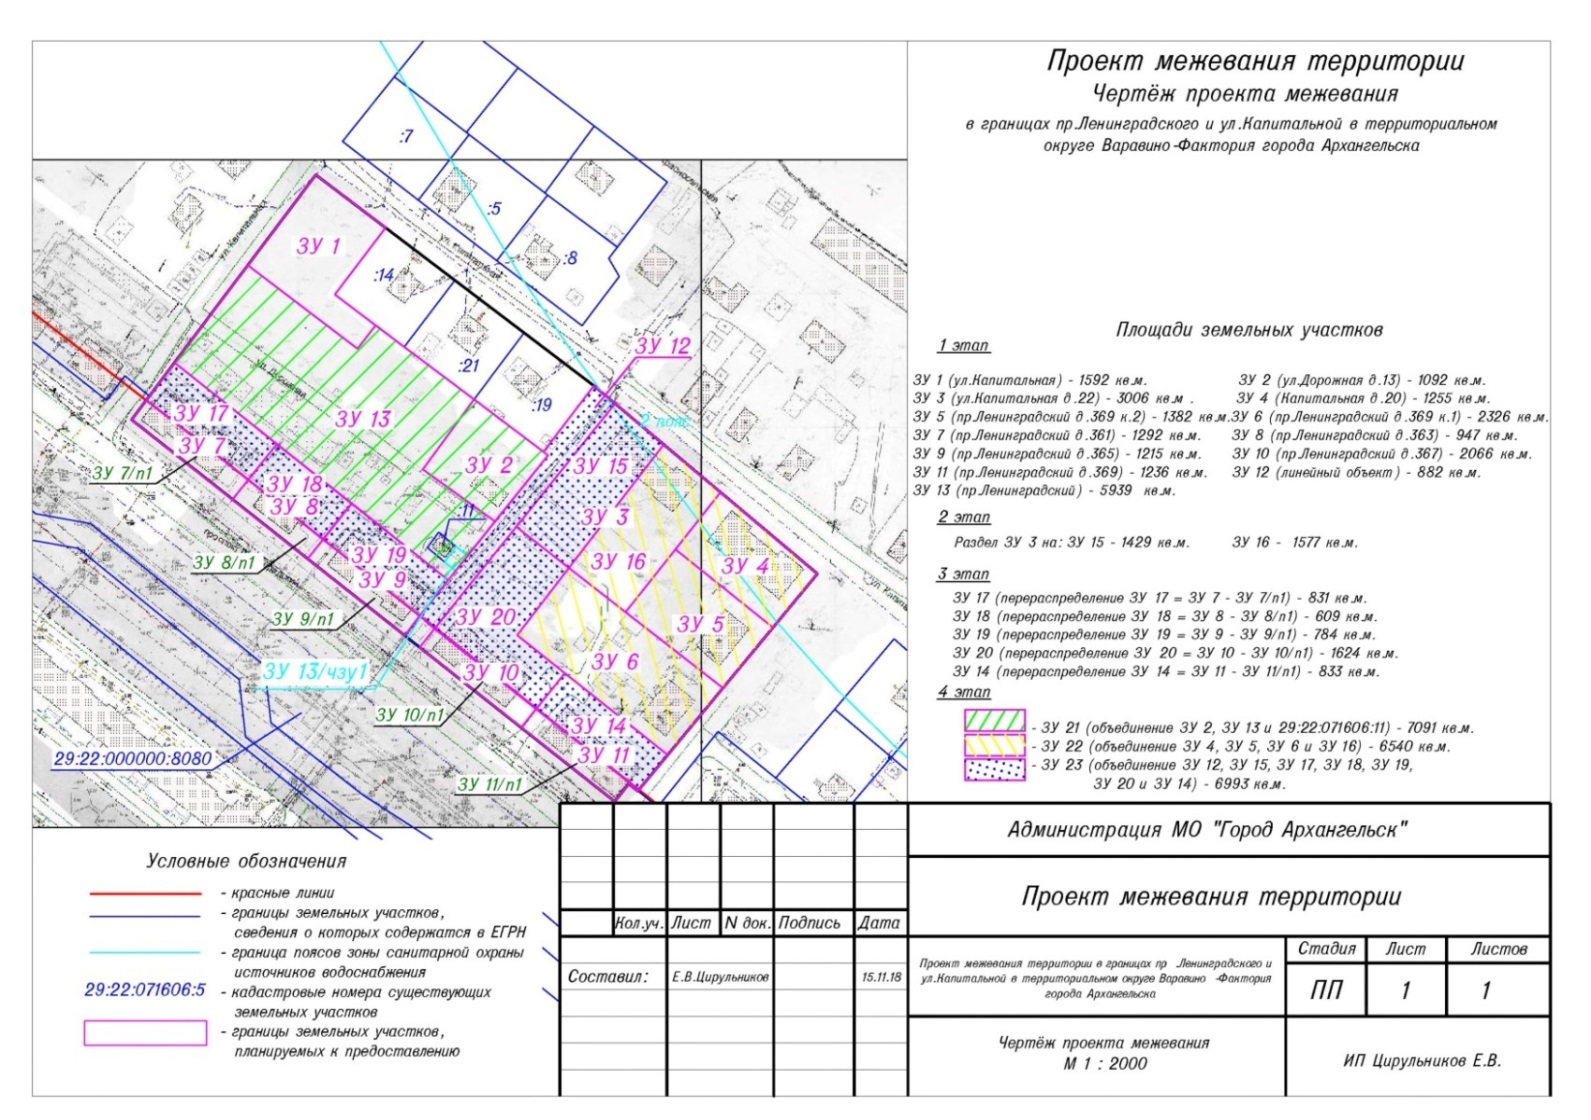 Проект межевания территории
Чертёж проекта межевания
в границах пр.Ленинградского и ул.Капитальной в территориальном
округе Варавино-Фактория города Архангельска
:7
:5
:8
ул. Капитальная
ЗУ 1
:14
:21
:19
ЗУ 12
2 пояс
ул. Дорожная
ЗУ 17
ЗУ 13
ЗУ 7
ЗУ 7/п1
ЗУ 2
ЗУ 15
ЗУ 18
ЗУ 8
:11
ЗУ 3
ЗУ 8/п1
ЗУ 19
ЗУ 9
ЗУ 16
ЗУ 4
ЗУ 9/п1
ЗУ 20
ЗУ 5
ЗУ 13/чзу1
ЗУ 10
ЗУ 6
ЗУ 10/п1
ЗУ 14
ЗУ 11
29:22:000000:8080
ЗУ 11/п1
Площади земельных участков
1 этап
ЗУ 1 (ул.Капитальная) - 1592 кв.м. ЗУ 2 (ул.Дорожная д.13) - 1092 кв.м.
ЗУ 3 (ул.Капитальная д.22) - 3006 кв.м . ЗУ 4 (Капитальная д.20) - 1255 кв.м.
ЗУ 5 (пр.Ленинградский д.369 к.2) - 1382 кв.м. ЗУ 6 (пр.Ленинградский д.369 к.1) - 2326 кв.м.
ЗУ 7 (пр.Ленинградский д.361) - 1292 кв.м. ЗУ 8 (пр.Ленинградский д.363) - 947 кв.м.
ЗУ 9 (пр.Ленинградский д.365) - 1215 кв.м. ЗУ 10 (пр.Ленинградский д.367) - 2066 кв.м.
ЗУ 11 (пр.Ленинградский д.369) - 1236 кв.м. ЗУ 12 (линейный объект) - 882 кв.м.
ЗУ 13 (пр.Ленинградский) - 5939 кв.м.
2 этап
Раздел ЗУ 3 на: ЗУ 15 - 1429 кв.м. ЗУ 16 - 1577 кв.м.
3 этап
ЗУ 17 (перераспределение ЗУ 17 = ЗУ 7 - ЗУ 7/п1) - 831 кв.м.
ЗУ 18 (перераспределение ЗУ 18 = ЗУ 8 - ЗУ 8/п1) - 609 кв.м.
ЗУ 19 (перераспределение ЗУ 19 = ЗУ 9 - ЗУ 9/п1) - 784 кв.м.
ЗУ 20 (перераспределение ЗУ 20 = ЗУ 10 - ЗУ 10/п1) - 1624 кв.м.
ЗУ 14 (перераспределение ЗУ 14 = ЗУ 11 - ЗУ 11/п1) - 833 кв.м.
4 этап
- ЗУ 21 (объединение ЗУ 2, ЗУ 13 и 29:22:071606:11) - 7091 кв.м.
- ЗУ 22 (объединение ЗУ 4, ЗУ 5, ЗУ 6 и ЗУ 16) - 6540 кв.м.
- ЗУ 23 (объединение ЗУ 12, ЗУ 15, ЗУ 17, ЗУ 18, ЗУ 19,
ЗУ 20 и ЗУ 14) - 6993 кв.м.
Условные обозначения
- красные линии
- границы земельных участков,
сведения о которых содержатся в ЕГРН
- граница поясов зоны санитарной охраны
источников водоснабжения
29:22:071606:5 - кадастровые номера существующих
земельных участков
- границы земельных участков,
планируемых к предоставлению
Кол.уч. Лист N док. Подпись Дата
Составил: Е.В.Цирульников 15.11.18
Администрация МО "Город Архангельск"
Проект межевания территории
Проект межевания территории в границах пр Ленинградского и
ул.Капитальной в территориальном округе Варавино -Фактория
города Архангельска
Стадия Лист Листов
ПП 1 1
Чертёж проекта межевания
М 1 : 2000
ИП Цирульников Е.В.